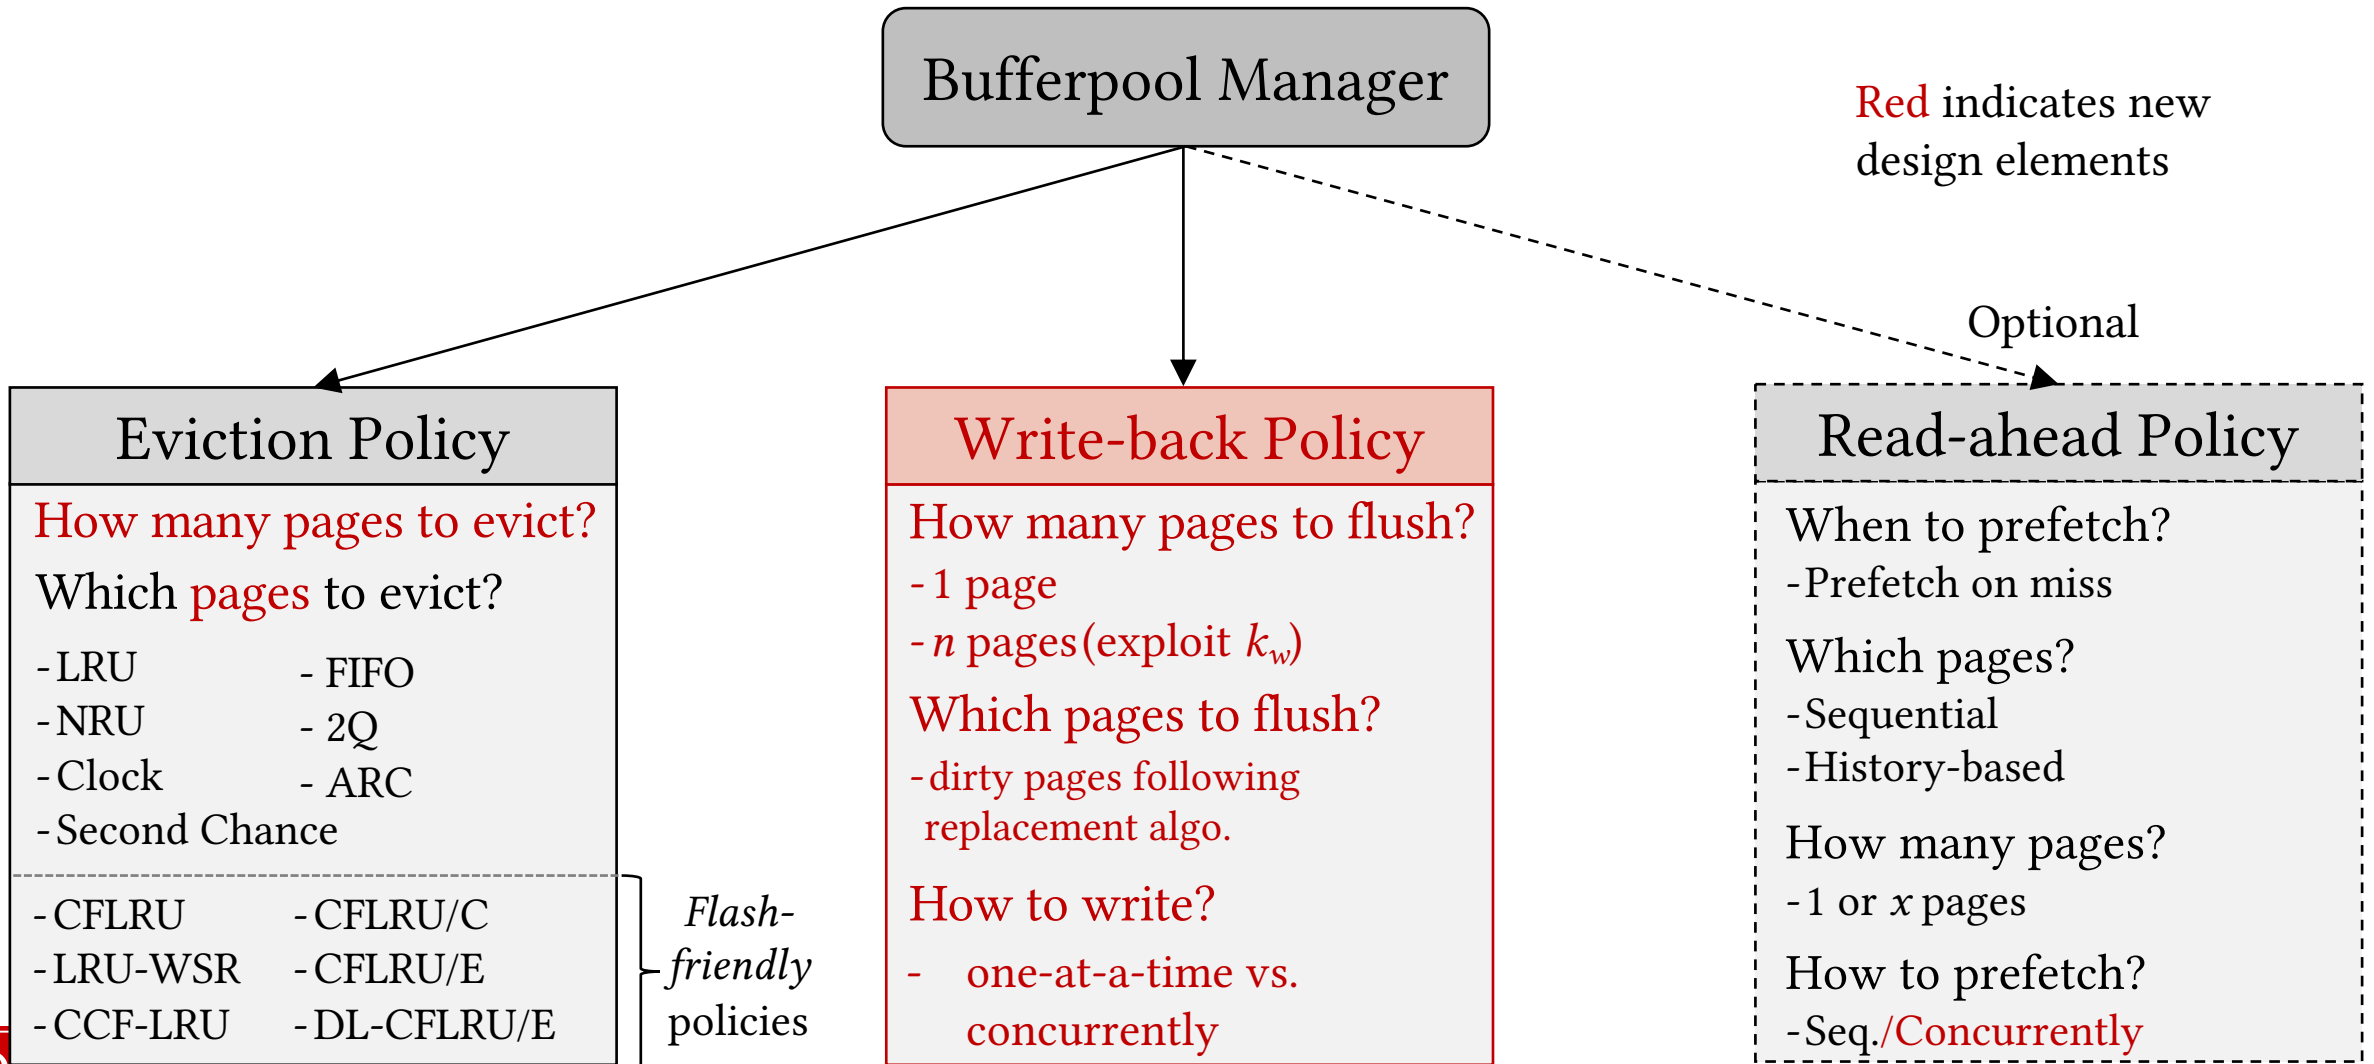 Bufferpool Manager
Red indicates new
design elements
Optional
Eviction Policy
How many pages to evict?
Which pages to evict?
-LRU
-NRU
-Clock
-Second Chance
- FIFO
- 2Q
- ARC
-CFLRU
-LRU-WSR
-CCF-LRU
-CFLRU/C
-CFLRU/E
-DL-CFLRU/E
Flash-
friendly
policies
Write-back Policy
How many pages to flush?
-1 page
-n pages (exploit kw)
Which pages to flush?
-dirty pages following
replacement algo.
How to write?
- one-at-a-time vs.
concurrently
Read-ahead Policy
When to prefetch?
-Prefetch on miss
Which pages?
-Sequential
-History-based
How many pages?
-1 or x pages
How to prefetch?
-Seq./Concurrently